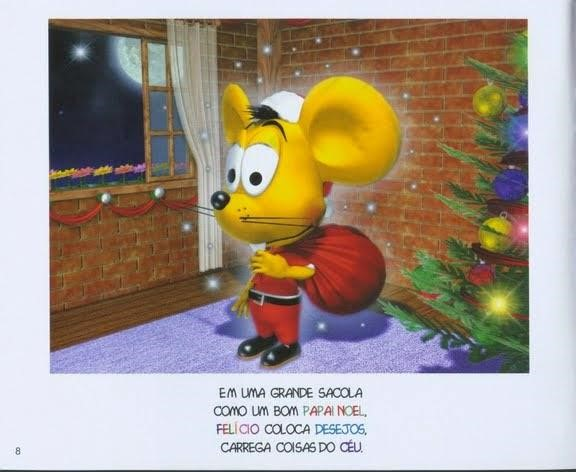 EM UMA GRANDE SACOLA
COMO UM BOM PAPAI NOEL,
FELÍCIO COLOCA DESEJOS,
CARREGA COISAS DO CÉU.
8